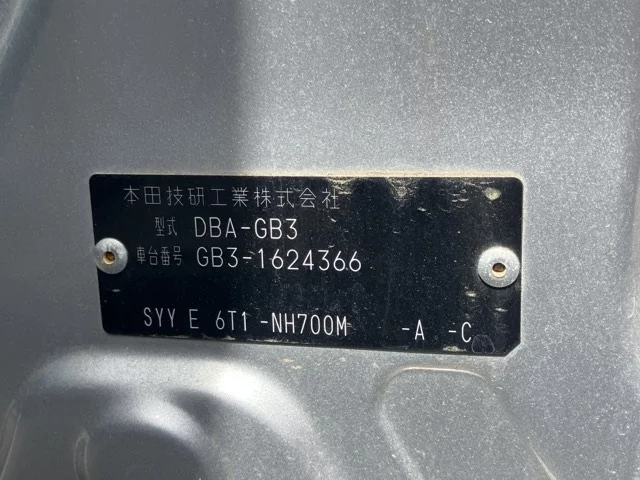 本田技研工業株式会社
型式 DBA-GB3
車台番号 GB3-1624366
SYY E 6T1 -NH700M -A -C